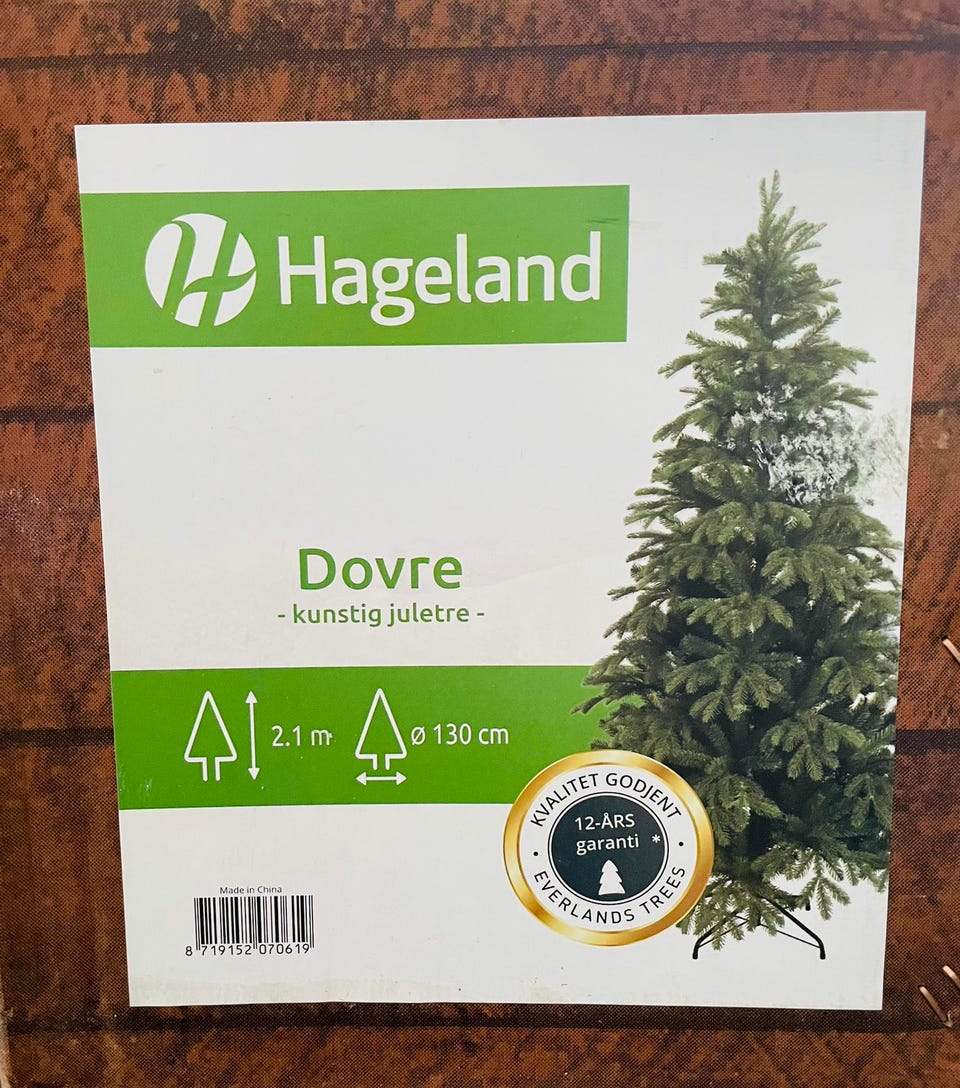 Hageland
Dovre
- kunstig juletre -
2.1 m
ø 130 cm
KVALITET GODJENT
12-ÅRS
garanti *
EVERLANDS TREES
Made in China
8 719152 070619